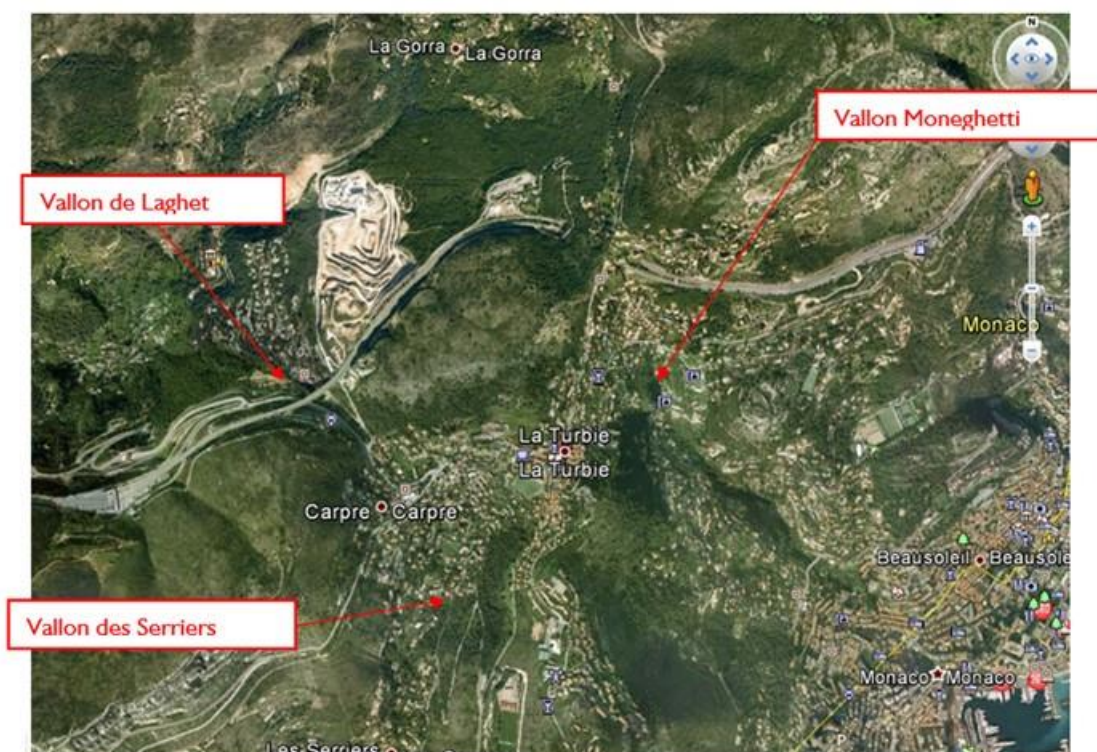 La Gorra La Gorra
N
Vallon Moneghetti
Vallon de Laghet
Monaco
La Turbie
La Turbie
Carpre Carpre
Beausoleil Beausole
Vallon des Serriers
Monaco Monaco
Les Serriers